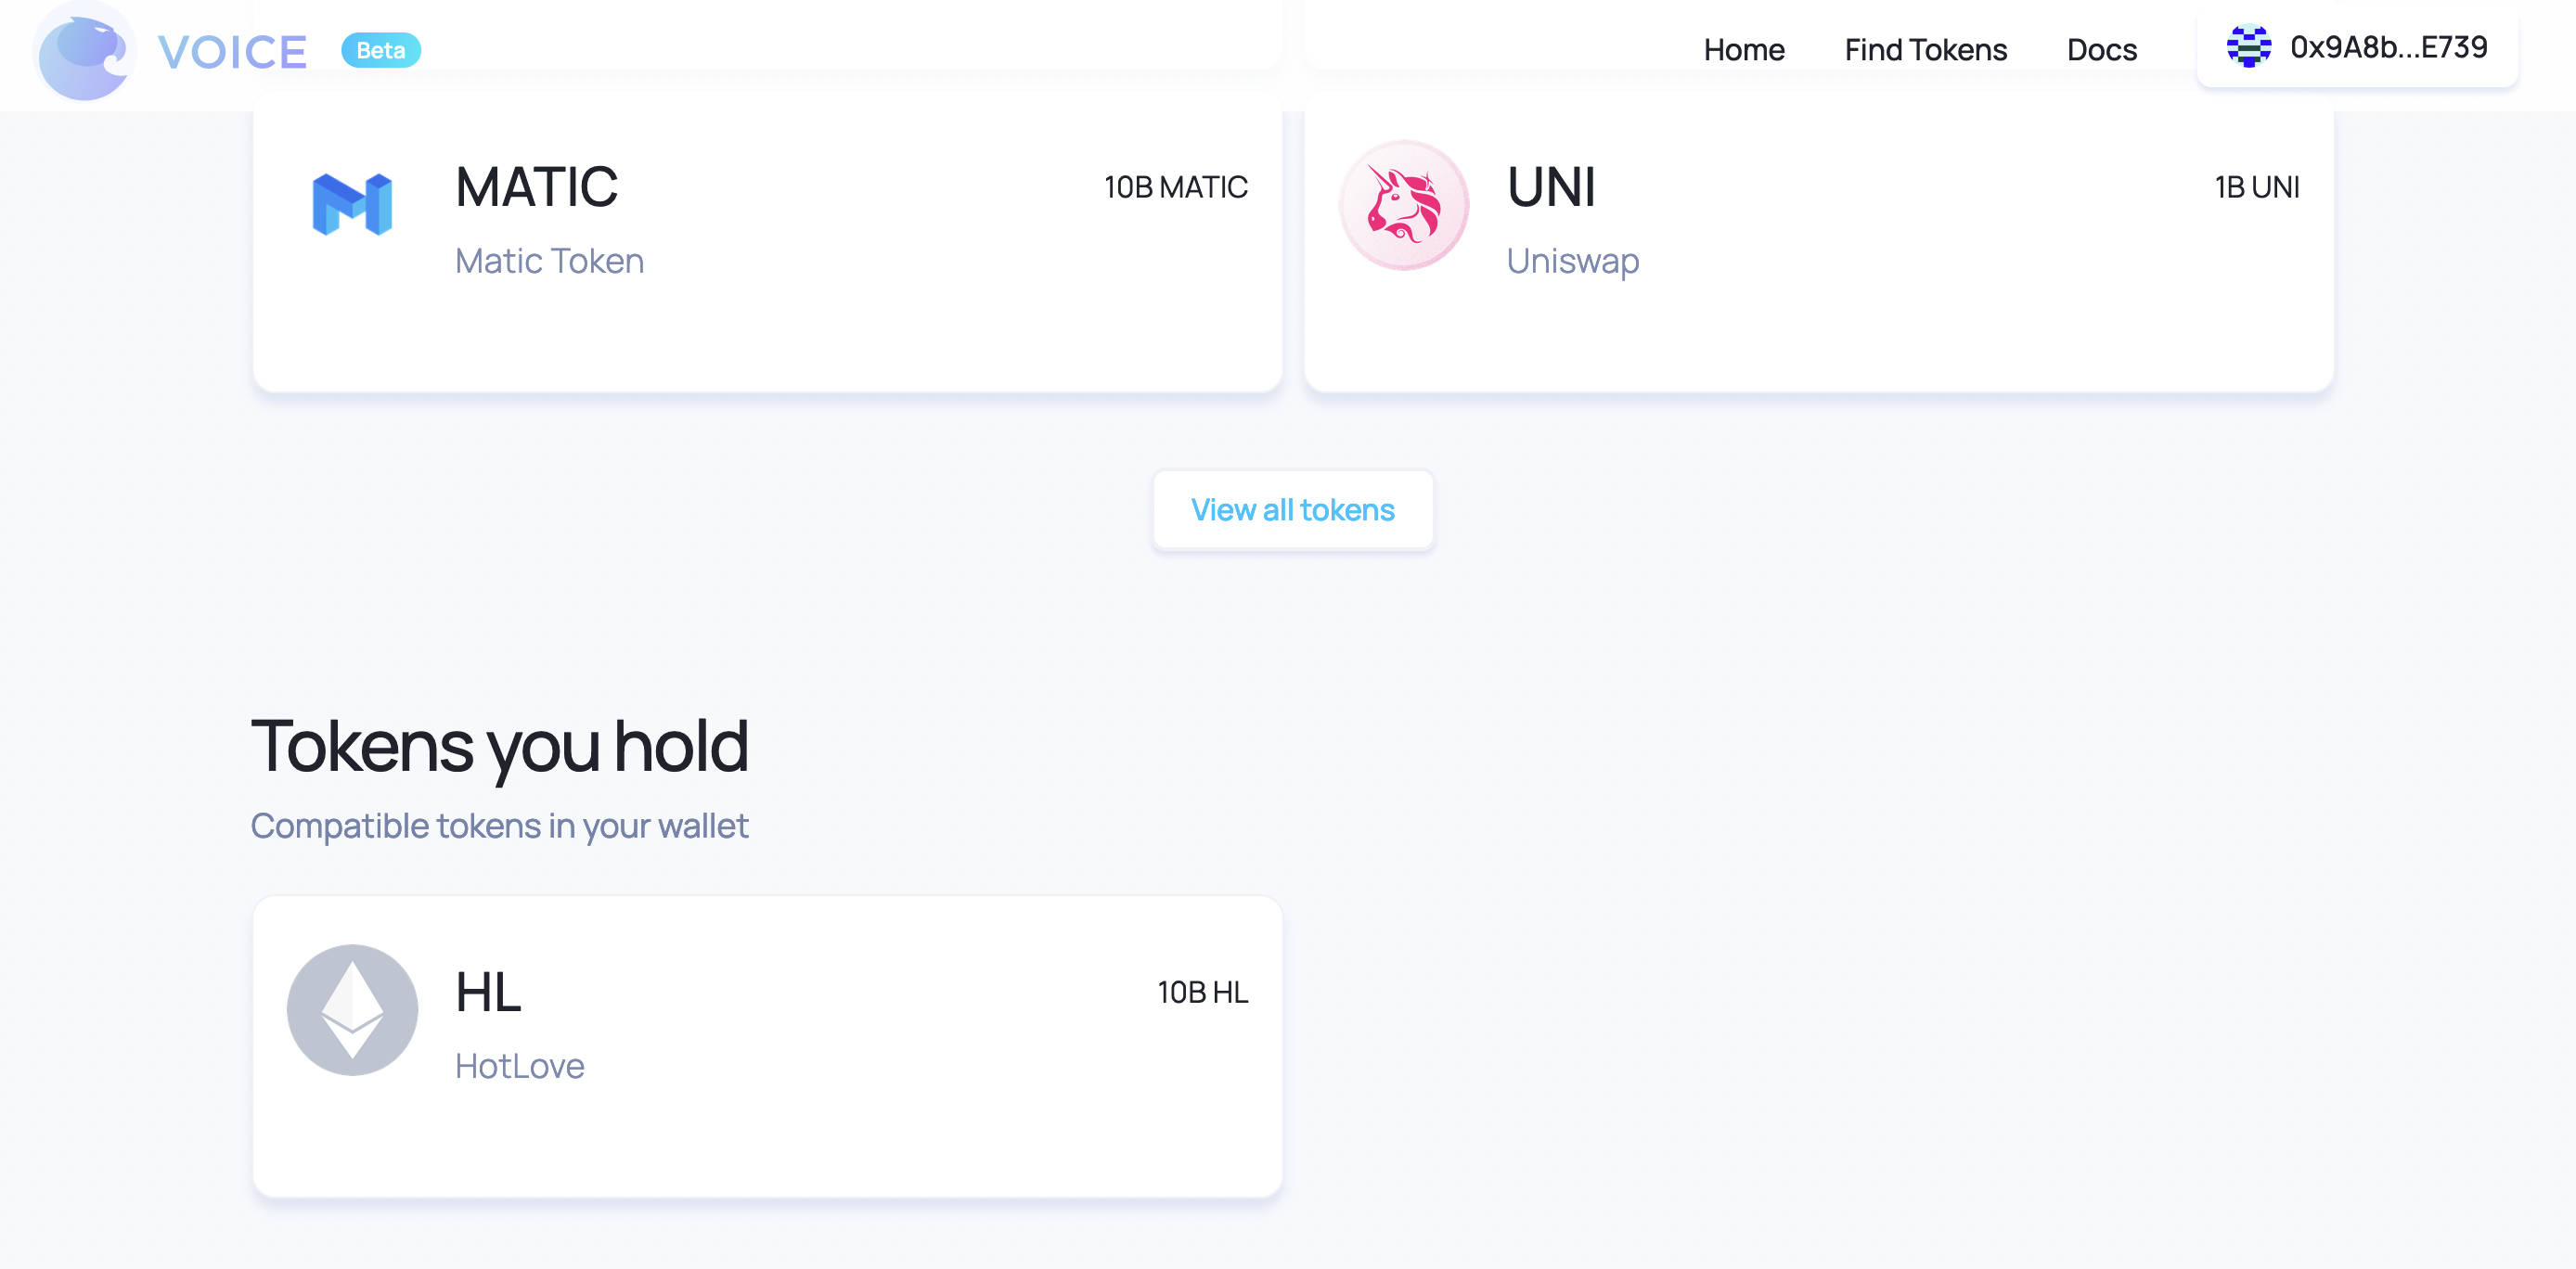 VOICE Beta Home Find Tokens Docs 0x9A8b...E739
MATIC 10B MATIC
Matic Token
UNI 1B UNI
Uniswap
View all tokens
Tokens you hold
Compatible tokens in your wallet
HL 10B HL
HotLove